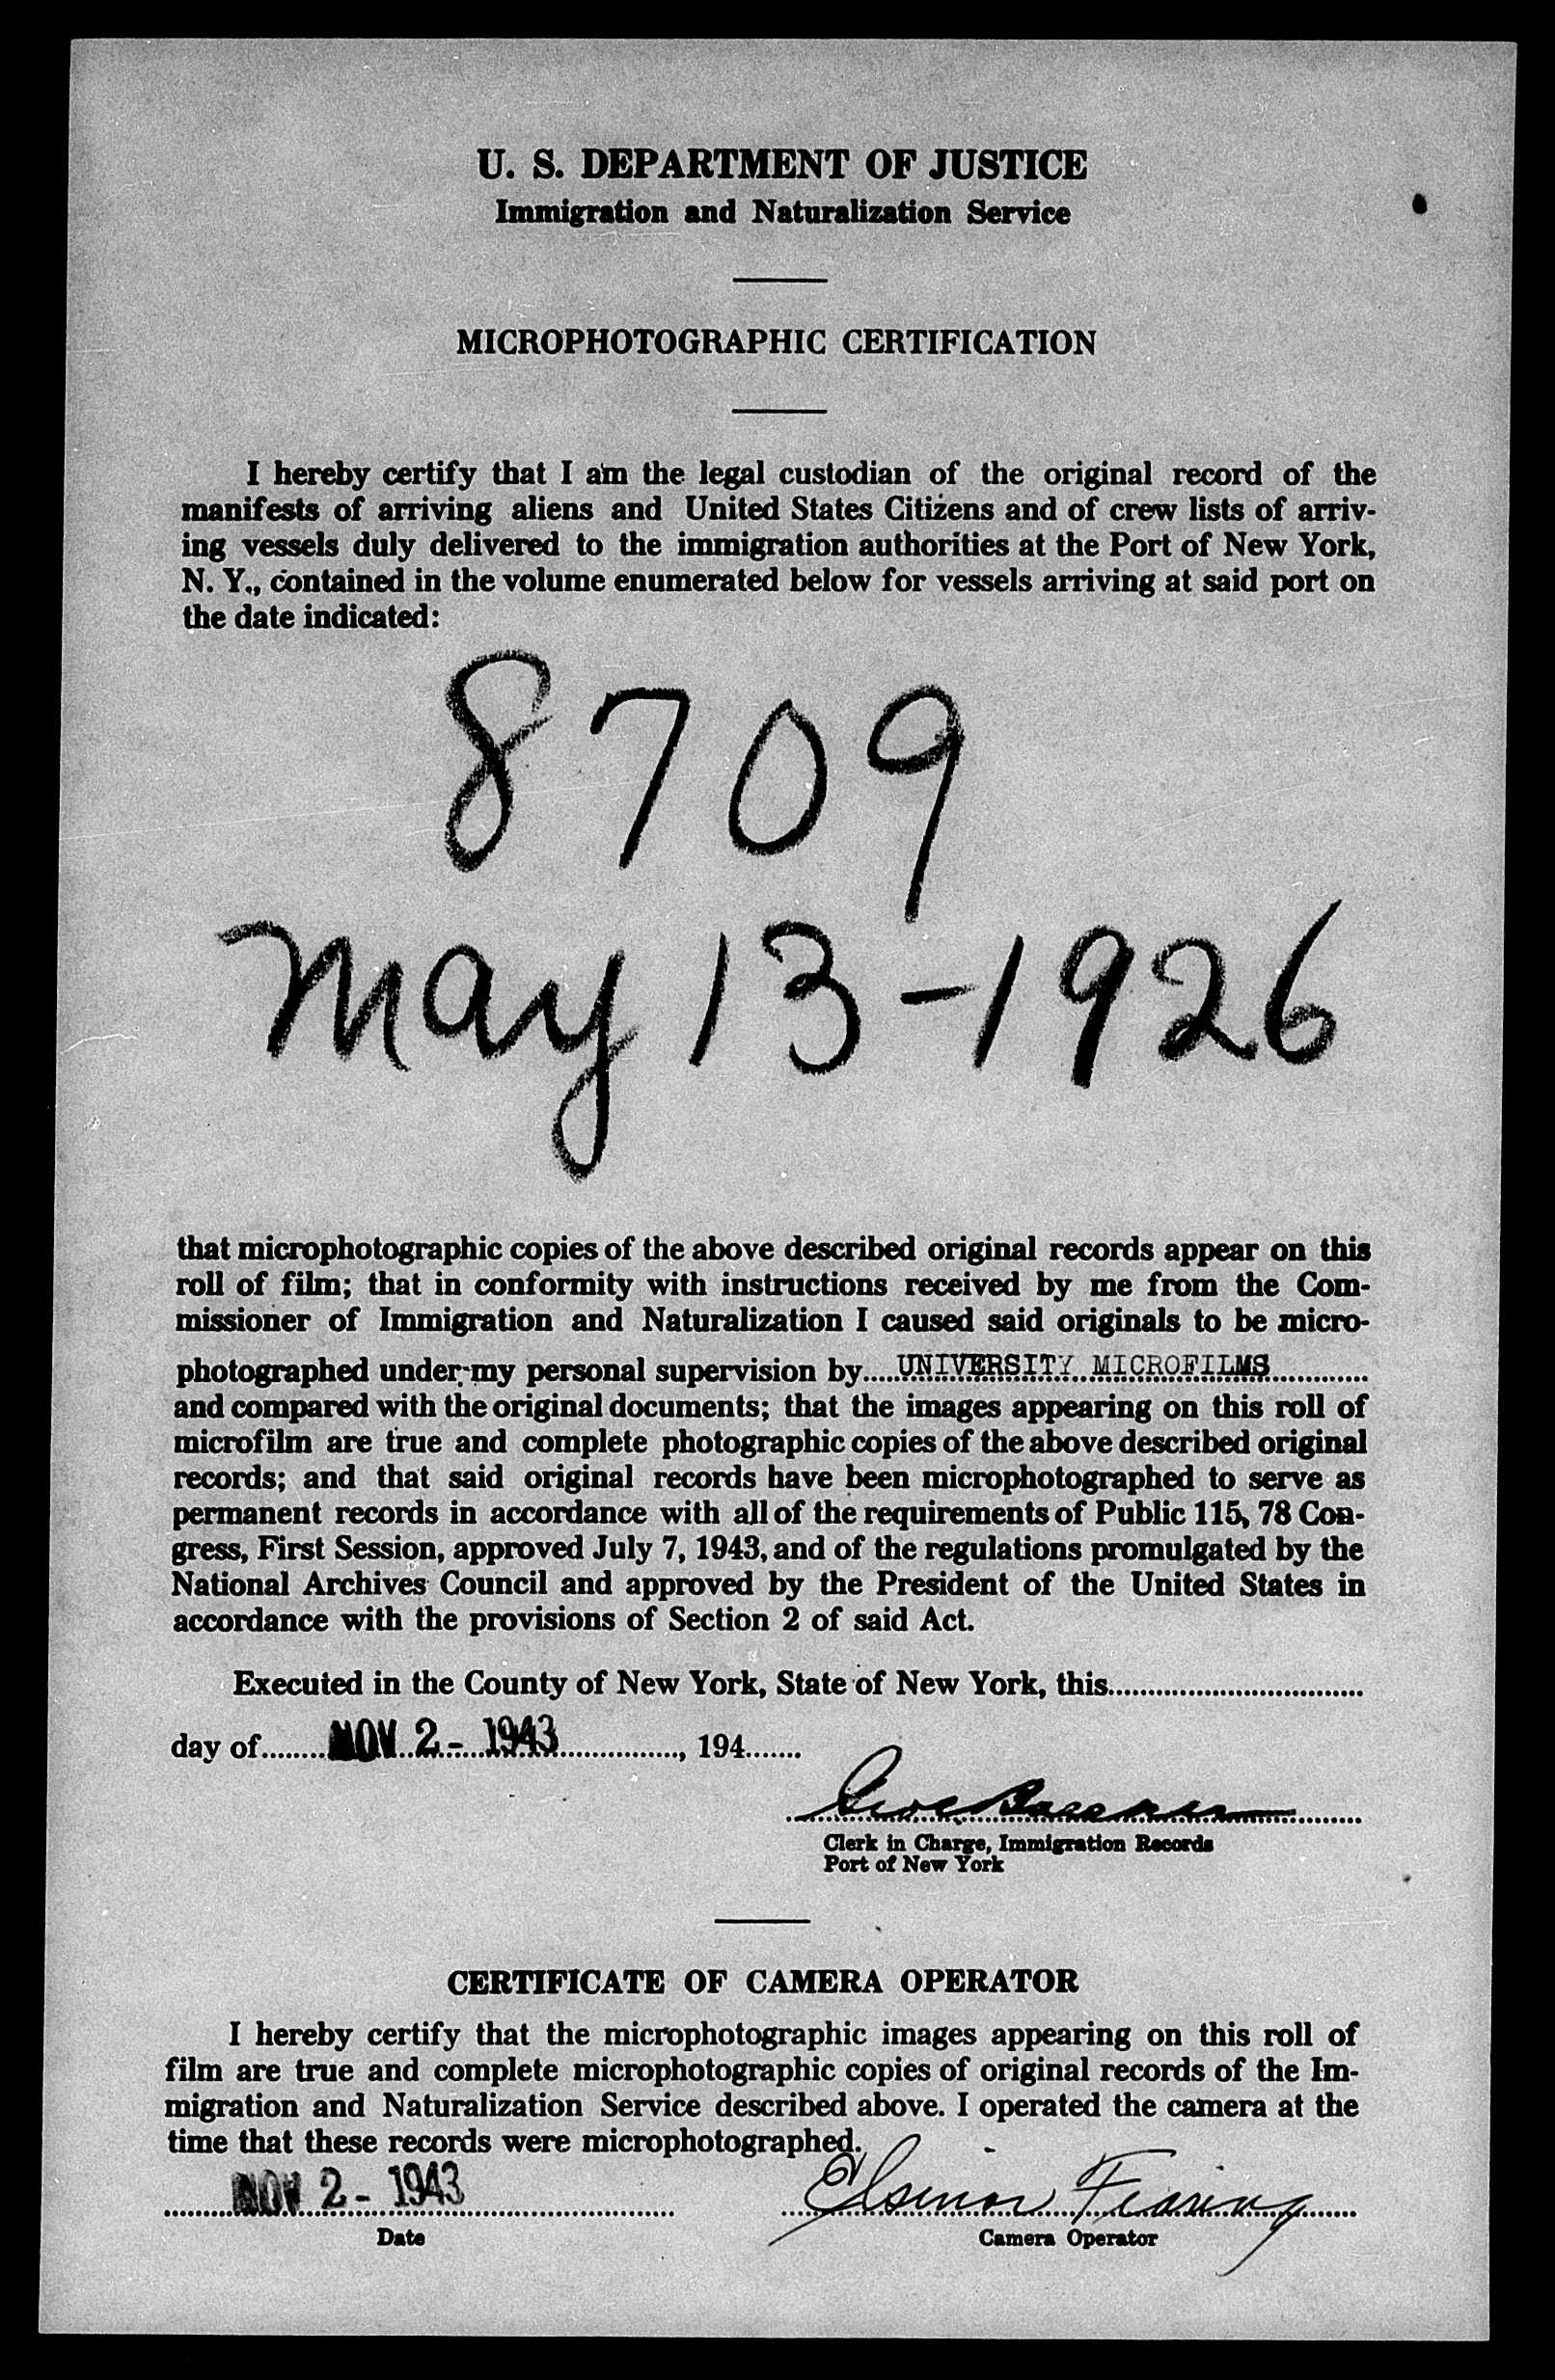 U. S. DEPARTMENT OF JUSTICE
Immigration and Naturalization Service
MICROPHOTOGRAPHIC CERTIFICATION
I hereby certify that I am the legal custodian of the original record of the
manifests of arriving aliens and United States Citizens and of crew lists of arriv-
ing vessels duly delivered to the immigration authorities at the Port of New York,
N. Y., contained in the volume enumerated below for vessels arriving at said port on
the date indicated:
8709
May 13-1926
that microphotographic copies of the above described original records appear on this
roll of film; that in conformity with instructions received by me from the Com-
missioner of Immigration and Naturalization I caused said originals to be micro-
photographed under my personal supervision by.....UNIVERSITY MICROFILMS.............
and compared with the original documents; that the images appearing on this roll of
microfilm are true and complete photographic copies of the above described original
records; and that said original records have been microphotographed to serve as
permanent records in accordance with all of the requirements of Public 115, 78 Con-
gress, First Session, approved July 7, 1943, and of the regulations promulgated by the
National Archives Council and approved by the President of the United States in
accordance with the provisions of Section 2 of said Act.
Executed in the County of New York, State of New York, this................................
day of........NOV 2 - 1943..............., 194.......
Clerk in Charge, Immigration Records
Port of New York
CERTIFICATE OF CAMERA OPERATOR
I hereby certify that the microphotographic images appearing on this roll of
film are true and complete microphotographic copies of original records of the Im-
migration and Naturalization Service described above. I operated the camera at the
time that these records were microphotographed.
NOV 2 - 1943 Elsinor Fearing
Date Camera Operator